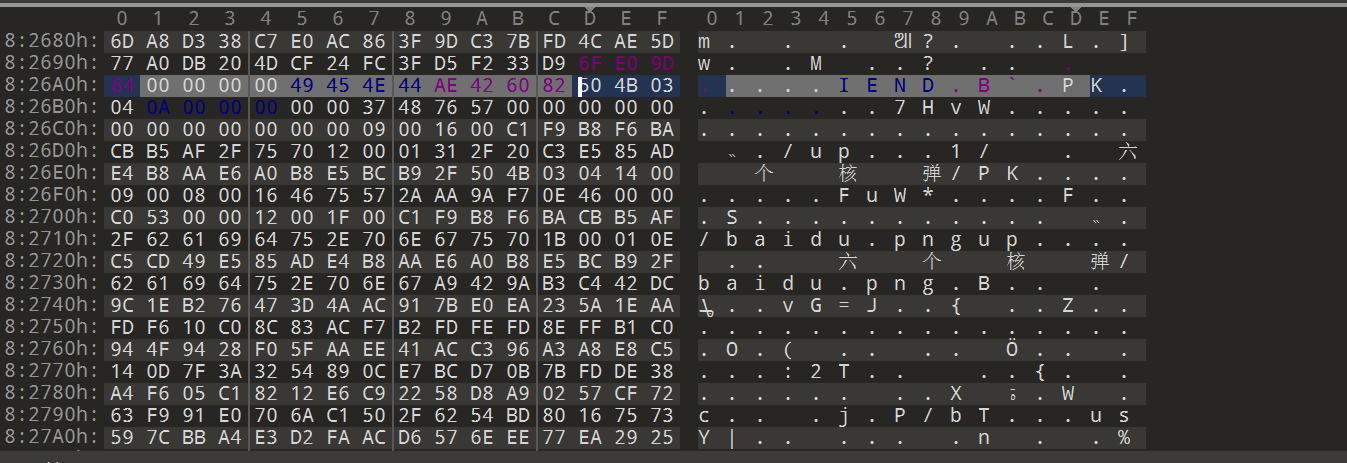 0 1 2 3 4 5 6 7 8 9 A B C D E F 0 1 2 3 4 5 6 7 8 9 A B C D E F
8:2680h: 6D A8 D3 38 C7 E0 AC 86 3F 9D C3 7B FD 4C AE 5D m . . . ? . . . L . ]
8:2690h: 77 A0 DB 20 4D CF 24 FC 3F D5 F2 33 D9 6F E0 9D w . M . . ? . . .
8:26A0h: 84 00 00 00 00 49 45 4E 44 AE 42 60 82 50 4B 03 . . . . . I E N D . B ` . P K .
8:26B0h: 04 0A 00 00 00 00 00 37 48 76 57 00 00 00 00 00 . . . . . . . 7 H v W . . . . .
8:26C0h: 00 00 00 00 00 00 09 00 16 00 C1 F9 B8 F6 BA . . . . . . . . . . . . . . . .
8:26D0h: CB B5 AF 2F 75 70 12 00 01 31 2F 20 C3 E5 85 AD . . / u p . . . 1 / . 六
8:26E0h: E4 B8 AA E6 A0 B8 E5 BC B9 2F 50 4B 03 04 14 00 个 核 弹 / P K . . . .
8:26F0h: 09 00 08 00 16 46 75 57 2A AA 9A F7 0E 46 00 00 . . . . . F u W * . . . . F . .
8:2700h: C0 53 00 00 12 00 1F 00 C1 F9 B8 F6 BA CB B5 AF . S . . . . . . . . . . . .
8:2710h: 2F 62 61 69 64 75 2E 70 6E 67 75 70 1B 00 01 0E / b a i d u . p n g u p . . . .
8:2720h: C5 CD 49 E5 85 AD E4 B8 AA E6 A0 B8 E5 BC B9 2F . . 六 个 核 弹 /
8:2730h: 62 61 69 64 75 2E 70 6E 67 A9 42 9A B3 C4 42 DC b a i d u . p n g . B . . .
8:2740h: 9C 1E B2 76 47 3D 4A AC 91 7B E0 EA 23 5A 1E AA . . v G = J . . { . . Z . .
8:2750h: FD F6 10 C0 8C 83 AC F7 B2 FD FE FD 8E FF B1 C0 . . . . . . . . . . . . . . . .
8:2760h: 94 4F 94 28 F0 5F AA EE 41 AC C3 96 A3 A8 E8 C5 . O . ( . . . . Ö . . .
8:2770h: 14 0D 7F 3A 32 54 89 0C E7 BC D7 0B 7B FD DE 38 . . . : 2 T . . . . { . .
8:2780h: A4 F6 05 C1 82 12 E6 C9 22 58 D8 A9 02 57 CF 72 . . . . . . . X . . W .
8:2790h: 63 F9 91 E0 70 6A C1 50 2F 62 54 BD 80 16 75 73 c . . j . P / b T . . . u s
8:27A0h: 59 7C BB A4 E3 D2 FA AC D6 57 6E EE 77 EA 29 25 Y | . . . . . . n . . . %